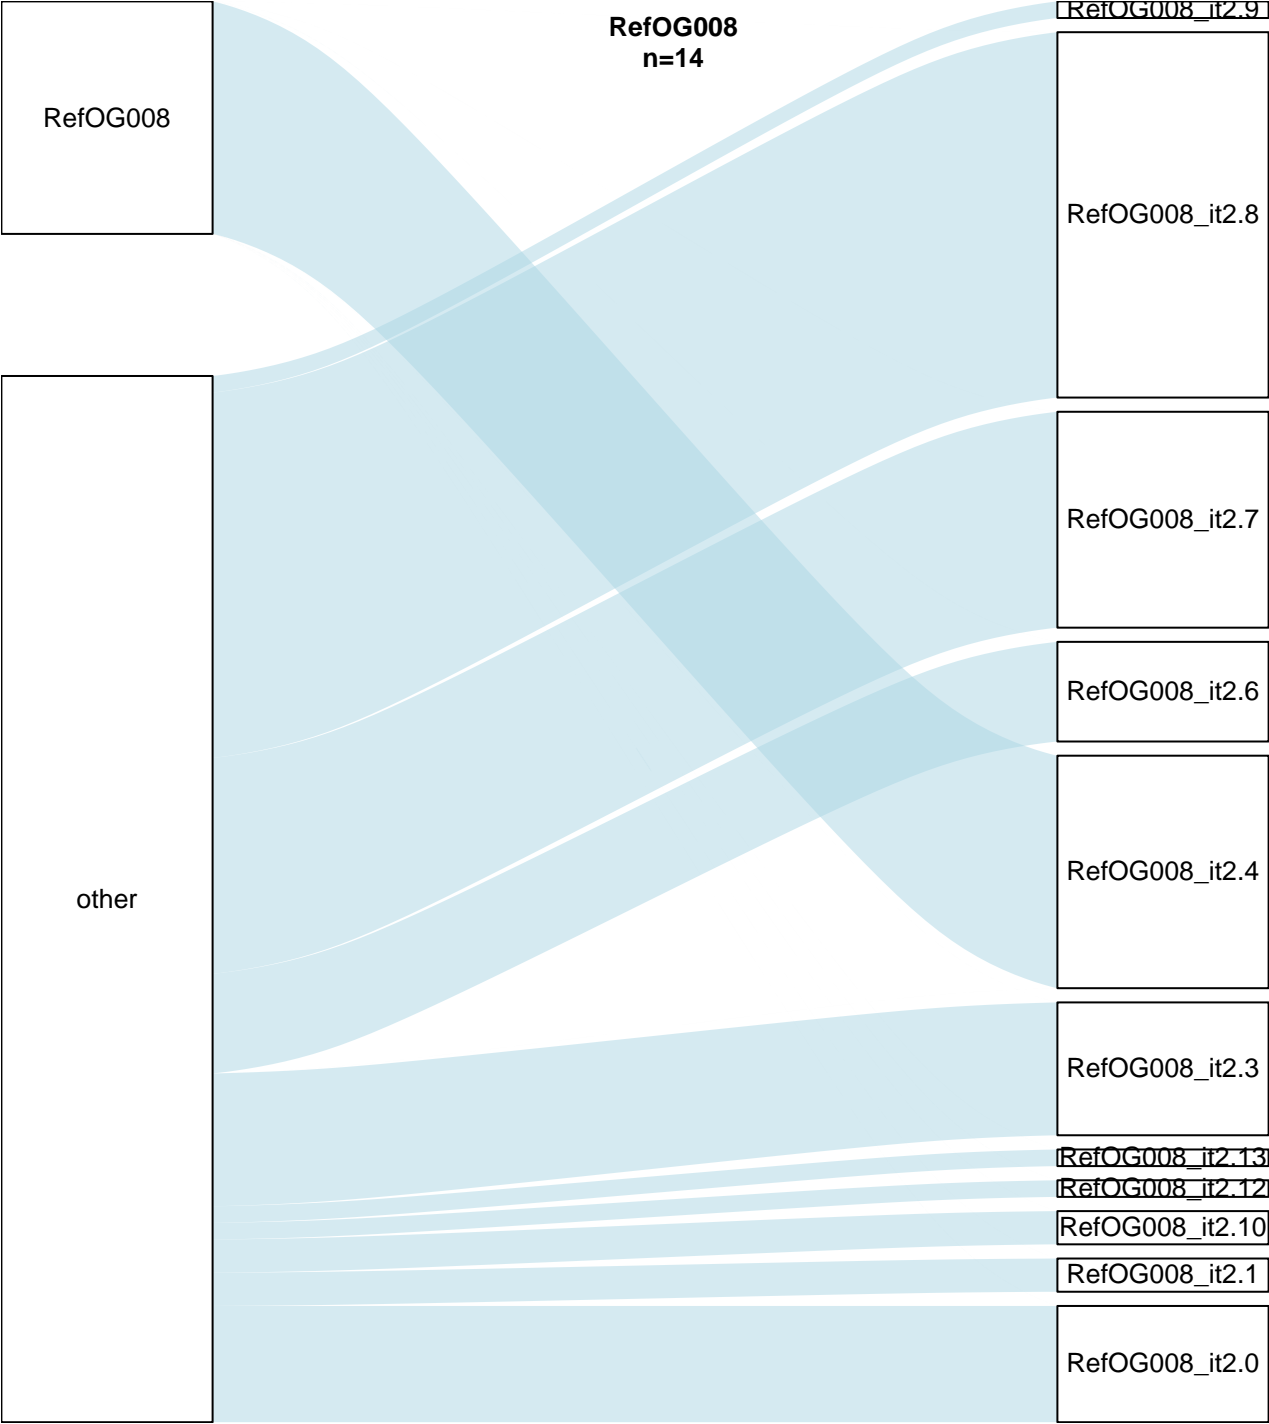 RefOG008
n=14
RefOG008
other
RefOG008_it2.9
RefOG008_it2.8
RefOG008_it2.7
RefOG008_it2.6
RefOG008_it2.4
RefOG008_it2.3
RefOG008_it2.13
RefOG008_it2.12
RefOG008_it2.10
RefOG008_it2.1
RefOG008_it2.0